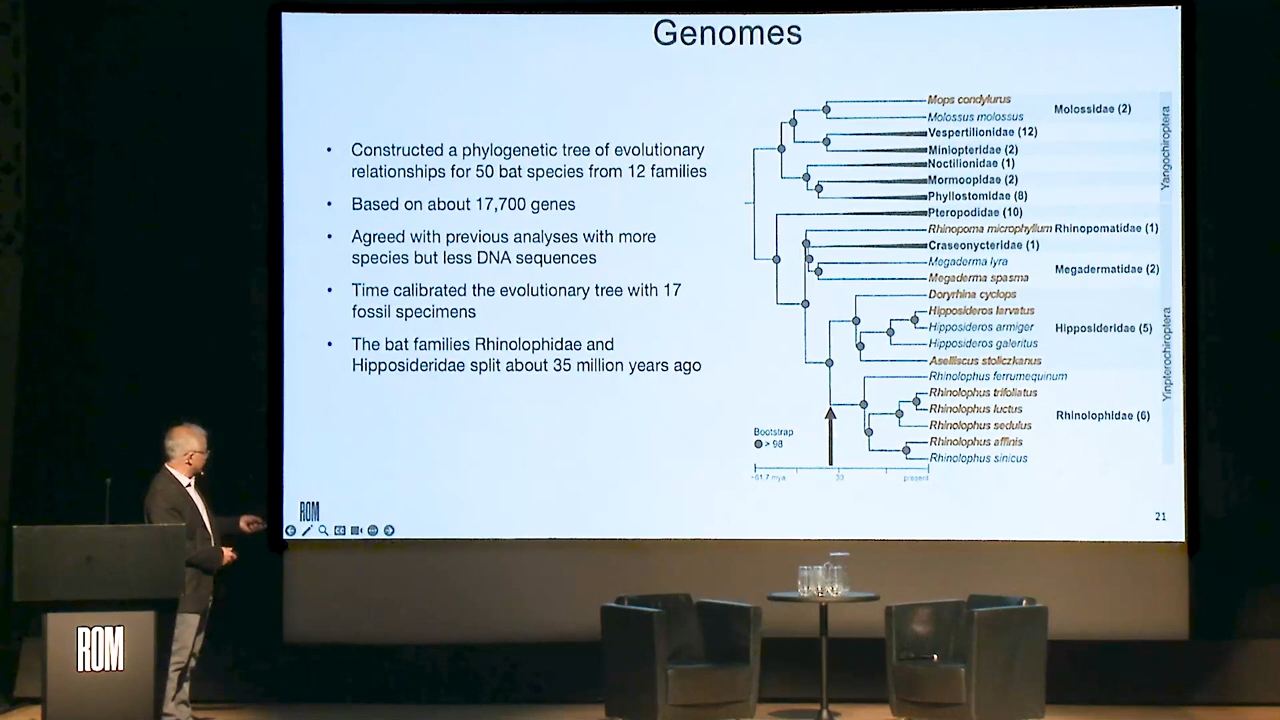 Genomes
• Constructed a phylogenetic tree of evolutionary
relationships for 50 bat species from 12 families
• Based on about 17,700 genes
• Agreed with previous analyses with more
species but less DNA sequences
• Time calibrated the evolutionary tree with 17
fossil specimens
• The bat families Rhinolophidae and
Hipposideridae split about 35 million years ago
Mops condylurus
Molossus molossus
Molossidae (2)
Vespertilionidae (12)
Miniopteridae (2)
Noctilionidae (1)
Mormoopidae (2)
Phyllostomidae (8)
Yangochiroptera
Pteropodidae (10)
Rhinopoma microphyllum Rhinopomatidae (1)
Craseonycteridae (1)
Megaderma lyra
Megaderma spasma
Megadermatidae (2)
Doryrhina cyclops
Hipposideros larvatus
Hipposideros armiger
Hipposideros galeritus
Aselliscus stoliczkanus
Hipposideridae (5)
Rhinolophus ferrumequinum
Rhinolophus trifoliatus
Rhinolophus luctus
Rhinolophus sedulus
Rhinolophus affinis
Rhinolophus sinicus
Rhinolophidae (6)
Yinpterochiroptera
Bootstrap
> 98
~61.7 mya
30
present
ROM
21
ROM